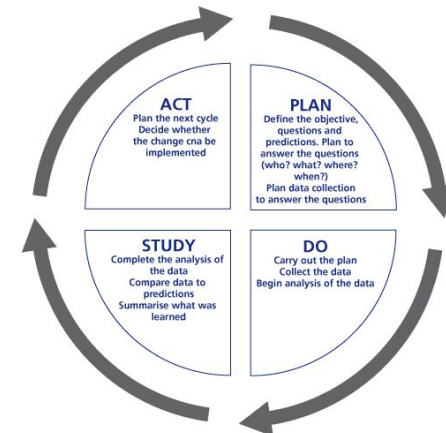 ACT
Plan the next cycle
Decide whether
the change cna be
implemented
PLAN
Define the objective,
questions and
predictions. Plan to
answer the questions
(who? what? where?
when?)
Plan data collection
to answer the questions
STUDY
Complete the analysis of
the data
Compare data to
predictions
Summarise what was
learned
DO
Carry out the plan
Collect the data
Begin analysis of the data